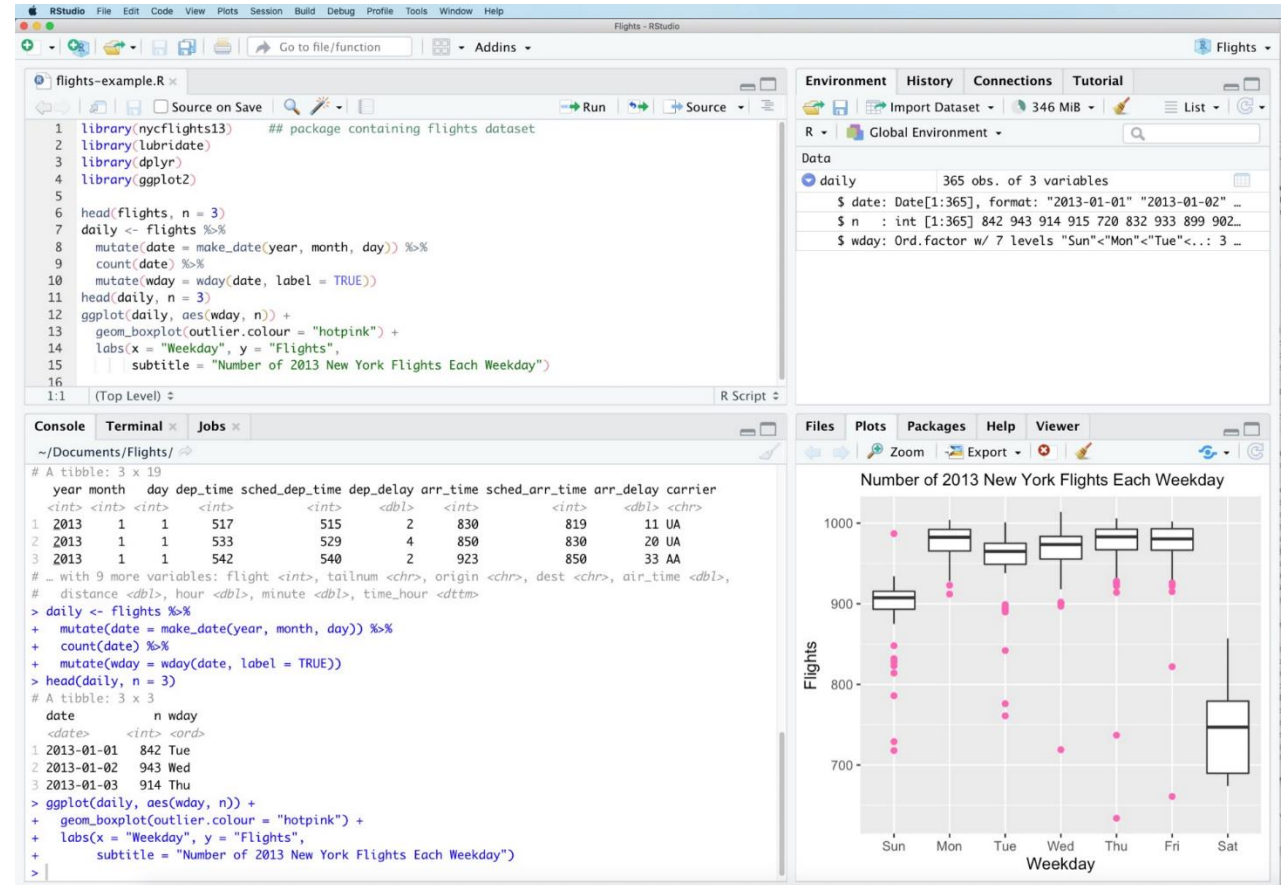 RStudio File Edit Code View Plots Session Build Debug Profile Tools Window Help
Flights - RStudio
Go to file/function Addins Flights
flights-example.R
Source on Save Run Source
1 library(nycflights13) ## package containing flights dataset
2 library(lubridate)
3 library(dplyr)
4 library(ggplot2)
5
6 head(flights, n = 3)
7 daily <- flights %>%
8 mutate(date = make_date(year, month, day)) %>%
9 count(date) %>%
10 mutate(wday = wday(date, label = TRUE))
11 head(daily, n = 3)
12 ggplot(daily, aes(wday, n)) +
13 geom_boxplot(outlier.colour = "hotpink") +
14 labs(x = "Weekday", y = "Flights",
15 subtitle = "Number of 2013 New York Flights Each Weekday")
16
1:1 (Top Level) R Script
Console Terminal Jobs
~/Documents/Flights/
# A tibble: 3 x 19
year month day dep_time sched_dep_time dep_delay arr_time sched_arr_time arr_delay carrier
<int> <int> <int> <int> <int> <dbl> <int> <int> <dbl> <chr>
1 2013 1 1 517 515 2 830 819 11 UA
2 2013 1 1 533 529 4 850 830 20 UA
3 2013 1 1 542 540 2 923 850 33 AA
# … with 9 more variables: flight <int>, tailnum <chr>, origin <chr>, dest <chr>, air_time <dbl>,
# distance <dbl>, hour <dbl>, minute <dbl>, time_hour <dttm>
> daily <- flights %>%
+ mutate(date = make_date(year, month, day)) %>%
+ count(date) %>%
+ mutate(wday = wday(date, label = TRUE))
> head(daily, n = 3)
# A tibble: 3 x 3
date n wday
<date> <int> <ord>
1 2013-01-01 842 Tue
2 2013-01-02 943 Wed
3 2013-01-03 914 Thu
> ggplot(daily, aes(wday, n)) +
+ geom_boxplot(outlier.colour = "hotpink") +
+ labs(x = "Weekday", y = "Flights",
+ subtitle = "Number of 2013 New York Flights Each Weekday")
>
Environment History Connections Tutorial
Import Dataset 346 MiB List
R Global Environment
Data
daily 365 obs. of 3 variables
$ date: Date[1:365], format: "2013-01-01" "2013-01-02" …
$ n : int [1:365] 842 943 914 915 720 832 933 899 902…
$ wday: Ord.factor w/ 7 levels "Sun"<"Mon"<"Tue"<..: 3 …
Files Plots Packages Help Viewer
Zoom Export
Number of 2013 New York Flights Each Weekday
1000
900
800
700
Flights
Sun Mon Tue Wed Thu Fri Sat
Weekday